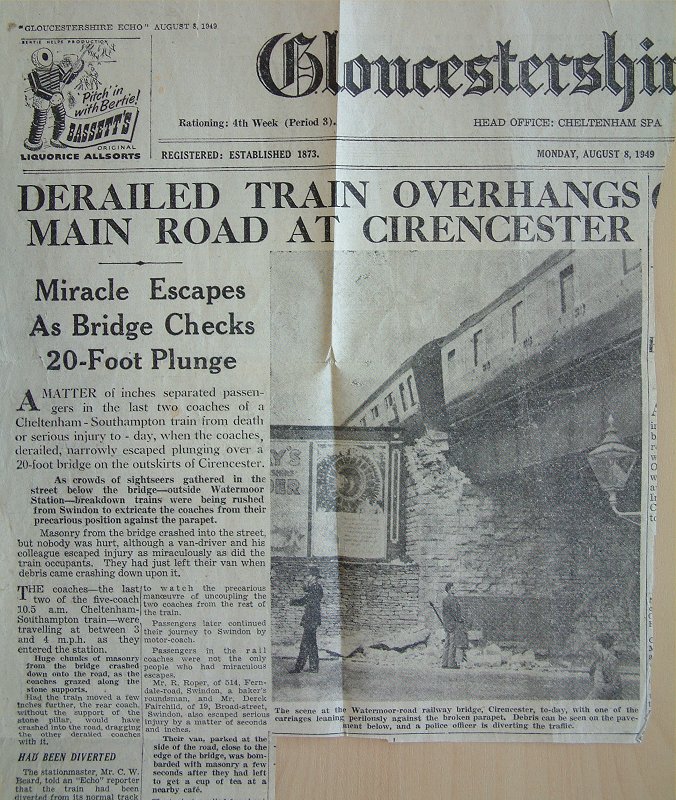 "GLOUCESTERSHIRE ECHO" AUGUST 8, 1949
BERTIE HELPS PRODUCTION
Pitch in
with Bertie!
BASSETT'S
ORIGINAL
LIQUORICE ALLSORTS
Gloucestershir
Rationing: 4th Week (Period 3).
HEAD OFFICE: CHELTENHAM SPA
REGISTERED: ESTABLISHED 1873.
MONDAY, AUGUST 8, 1949
DERAILED TRAIN OVERHANGS
MAIN ROAD AT CIRENCESTER
Miracle Escapes
As Bridge Checks
20-Foot Plunge
A MATTER of inches separated passen-
gers in the last two coaches of a
Cheltenham-Southampton train from death
or serious injury to-day, when the coaches,
derailed, narrowly escaped plunging over a
20-foot bridge on the outskirts of Cirencester.
As crowds of sightseers gathered in the
street below the bridge—outside Watermoor
Station—breakdown trains were being rushed
from Swindon to extricate the coaches from their
precarious position against the parapet.
Masonry from the bridge crashed into the street,
but nobody was hurt, although a van-driver and his
colleague escaped injury as miraculously as did the
train occupants. They had just left their van when
debris came crashing down upon it.
THE coaches—the last
two of the five-coach
10.5 a.m. Cheltenham-
Southampton train—were
travelling at between 3
and 4 m.p.h. as they
entered the station.
Huge chunks of masonry
from the bridge crashed
down onto the road, as the
coaches grazed along the
stone supports.
Had the train moved a few
inches further, the rear coach,
without the support of the
stone pillar, would have
crashed into the road, dragging
the other derailed coaches
with it.
HAD BEEN DIVERTED
The stationmaster, Mr. C. W.
Beard, told an "Echo" reporter
that the train had been
diverted from its normal track
to watch the precarious
manœuvre of uncoupling the
two coaches from the rest of
the train.
Passengers later continued
their journey to Swindon by
motor-coach.
Passengers in the rail
coaches were not the only
people who had miraculous
escapes.
Mr. R. Roper, of 514, Fern-
dale-road, Swindon, a baker's
roundsman, and Mr. Derek
Fairchild, of 19, Broad-street,
Swindon, also escaped serious
injury by a matter of seconds
and inches.
Their van, parked at the
side of the road, close to the
edge of the bridge, was bom-
barded with masonry a few
seconds after they had left
to get a cup of tea at a
nearby café.
The scene at the Watermoor-road railway bridge, Cirencester, to-day, with one of the
carriages leaning perilously against the broken parapet. Debris can be seen on the pave-
ment below, and a police officer is diverting the traffic.